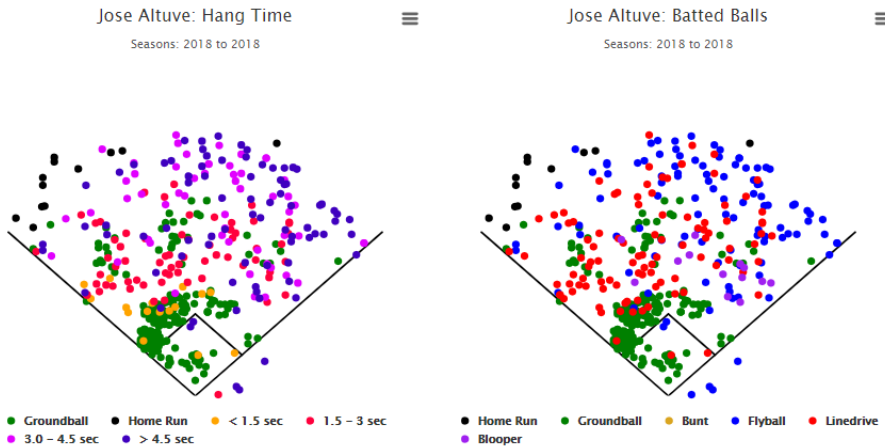 Jose Altuve: Hang Time
Seasons: 2018 to 2018
Groundball Home Run < 1.5 sec 1.5 – 3 sec
3.0 – 4.5 sec > 4.5 sec
Jose Altuve: Batted Balls
Seasons: 2018 to 2018
Home Run Groundball Bunt Flyball Linedrive
Blooper